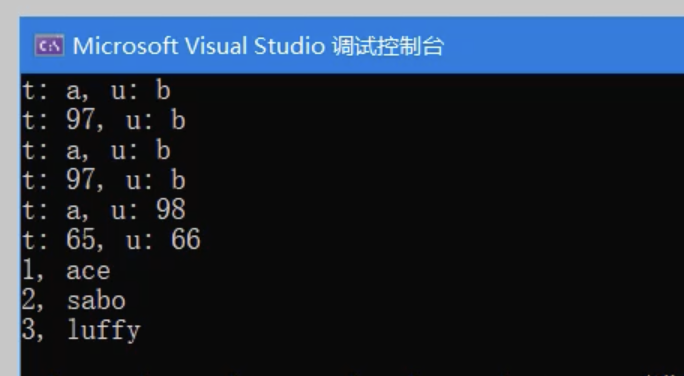 Microsoft Visual Studio 调试控制台
t: a, u: b
t: 97, u: b
t: a, u: b
t: 97, u: b
t: a, u: 98
t: 65, u: 66
1, ace
2, sabo
3, luffy